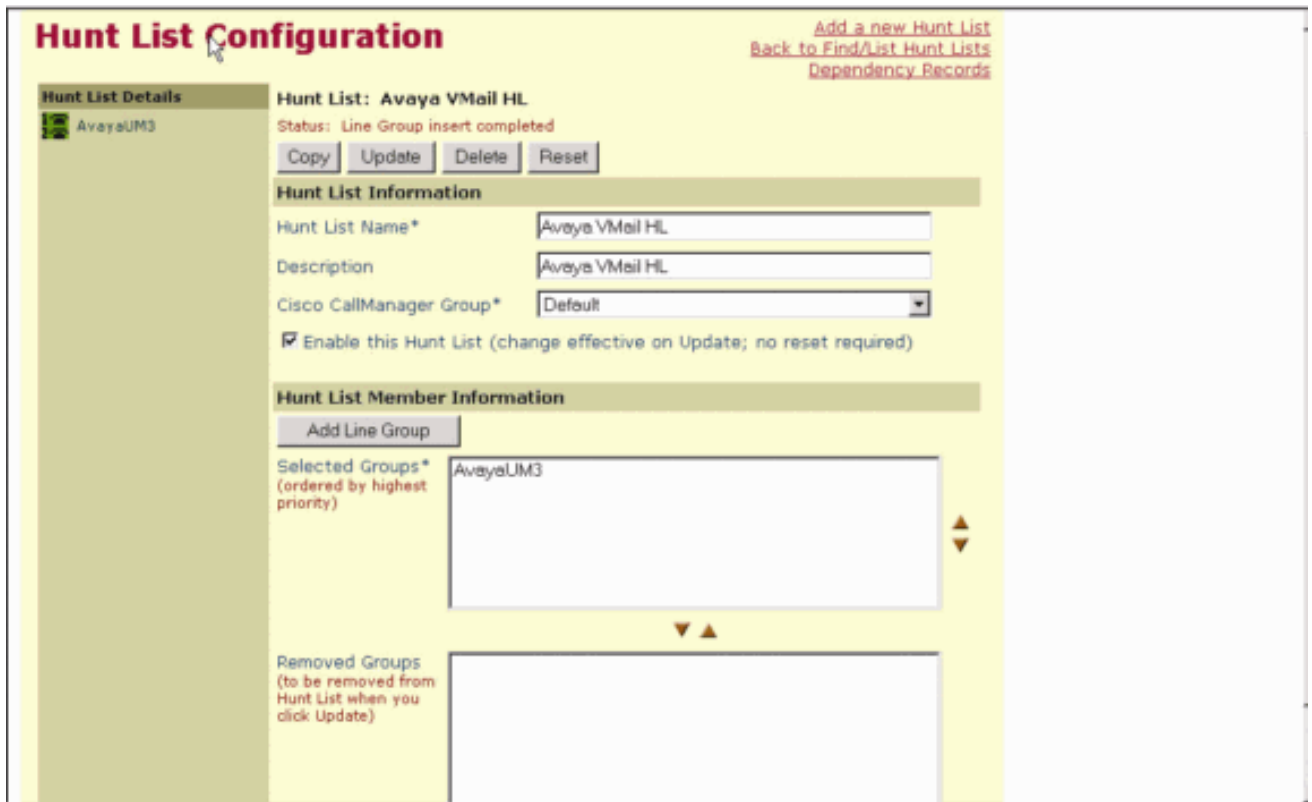 Hunt List Configuration
Add a new Hunt List
Back to Find/List Hunt Lists
Dependency Records
Hunt List Details
AvayaUM3
Hunt List: Avaya VMail HL
Status: Line Group insert completed
Copy Update Delete Reset
Hunt List Information
Hunt List Name* Avaya VMail HL
Description Avaya VMail HL
Cisco CallManager Group* Default
Enable this Hunt List (change effective on Update; no reset required)
Hunt List Member Information
Add Line Group
Selected Groups* AvayaUM3
(ordered by highest
priority)
Removed Groups
(to be removed from
Hunt List when you
click Update)